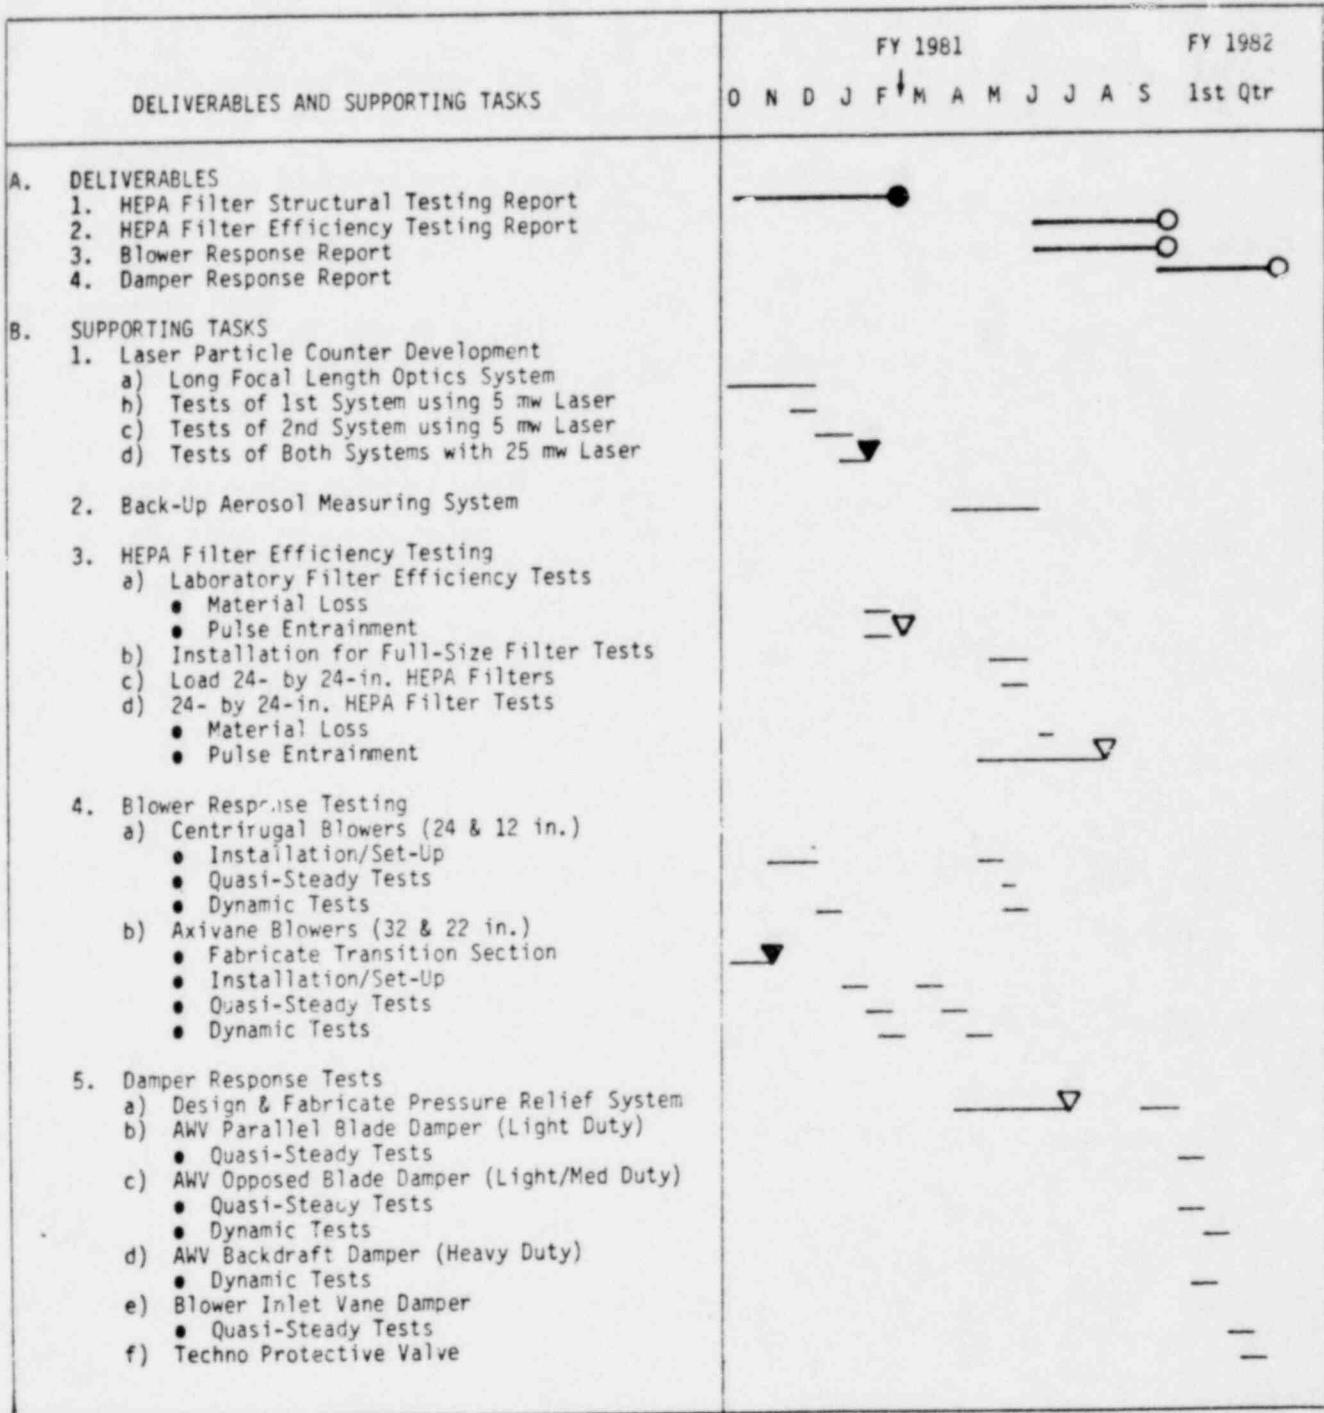 FY 1981 FY 1982
DELIVERABLES AND SUPPORTING TASKS O N D J F M A M J J A S 1st Qtr
A. DELIVERABLES
1. HEPA Filter Structural Testing Report
2. HEPA Filter Efficiency Testing Report
3. Blower Response Report
4. Damper Response Report
B. SUPPORTING TASKS
1. Laser Particle Counter Development
a) Long Focal Length Optics System
b) Tests of 1st System using 5 mw Laser
c) Tests of 2nd System using 5 mw Laser
d) Tests of Both Systems with 25 mw Laser
2. Back-Up Aerosol Measuring System
3. HEPA Filter Efficiency Testing
a) Laboratory Filter Efficiency Tests
● Material Loss
● Pulse Entrainment
b) Installation for Full-Size Filter Tests
c) Load 24- by 24-in. HEPA Filters
d) 24- by 24-in. HEPA Filter Tests
● Material Loss
● Pulse Entrainment
4. Blower Response Testing
a) Centrifugal Blowers (24 & 12 in.)
● Installation/Set-Up
● Quasi-Steady Tests
● Dynamic Tests
b) Axivane Blowers (32 & 22 in.)
● Fabricate Transition Section
● Installation/Set-Up
● Quasi-Steady Tests
● Dynamic Tests
5. Damper Response Tests
a) Design & Fabricate Pressure Relief System
b) AWV Parallel Blade Damper (Light Duty)
● Quasi-Steady Tests
c) AWV Opposed Blade Damper (Light/Med Duty)
● Quasi-Steady Tests
● Dynamic Tests
d) AWV Backdraft Damper (Heavy Duty)
● Dynamic Tests
e) Blower Inlet Vane Damper
● Quasi-Steady Tests
f) Techno Protective Valve